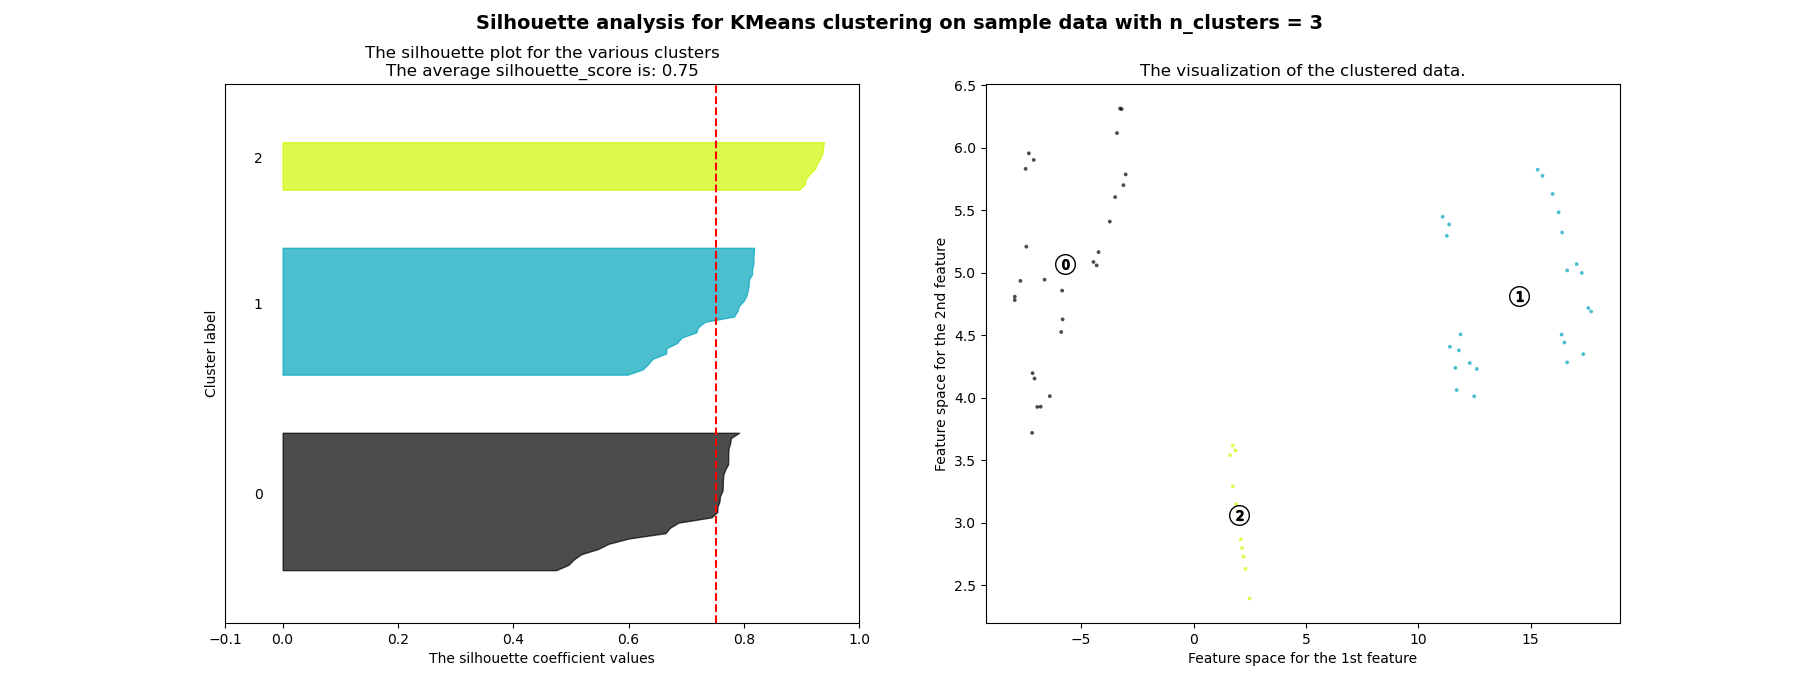 Silhouette analysis for KMeans clustering on sample data with n_clusters = 3
The silhouette plot for the various clusters
The average silhouette_score is: 0.75
Cluster label
2
1
0
−0.1 0.0 0.2 0.4 0.6 0.8 1.0
The silhouette coefficient values
The visualization of the clustered data.
Feature space for the 2nd feature
6.5
6.0
5.5
5.0
4.5
4.0
3.5
3.0
2.5
0
1
2
−5 0 5 10 15
Feature space for the 1st feature